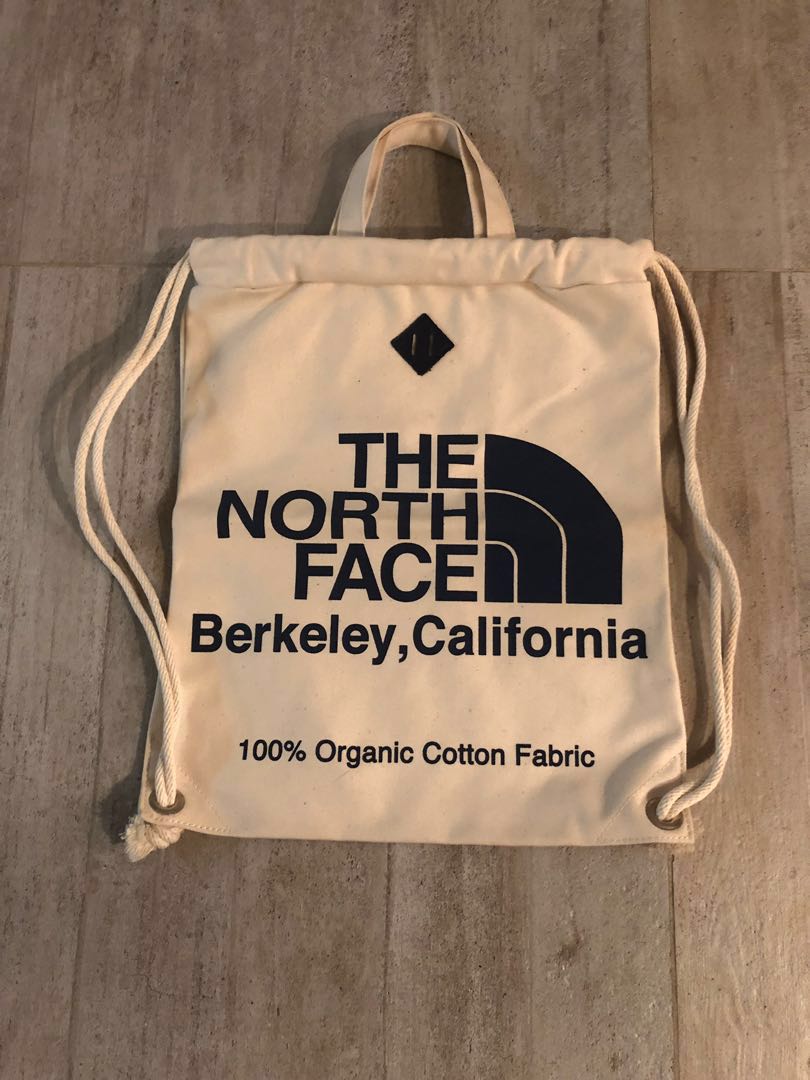 THE
NORTH
FACE
Berkeley,California
100% Organic Cotton Fabric